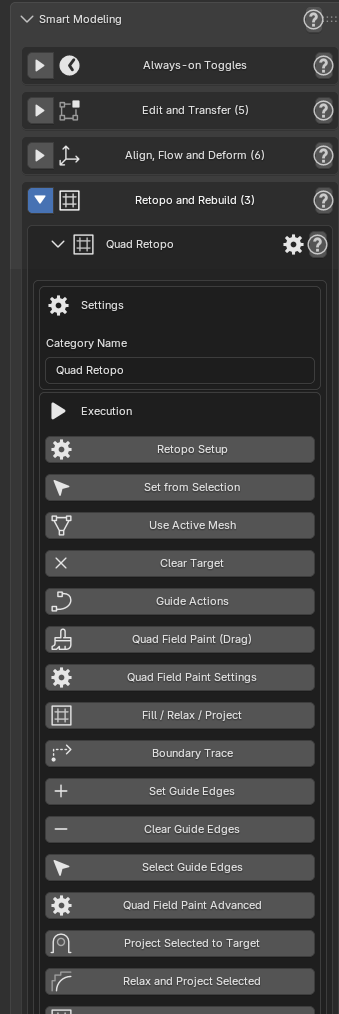 Smart Modeling
Always-on Toggles
Edit and Transfer (5)
Align, Flow and Deform (6)
Retopo and Rebuild (3)
Quad Retopo
Settings
Category Name
Quad Retopo
Execution
Retopo Setup
Set from Selection
Use Active Mesh
Clear Target
Guide Actions
Quad Field Paint (Drag)
Quad Field Paint Settings
Fill / Relax / Project
Boundary Trace
Set Guide Edges
Clear Guide Edges
Select Guide Edges
Quad Field Paint Advanced
Project Selected to Target
Relax and Project Selected